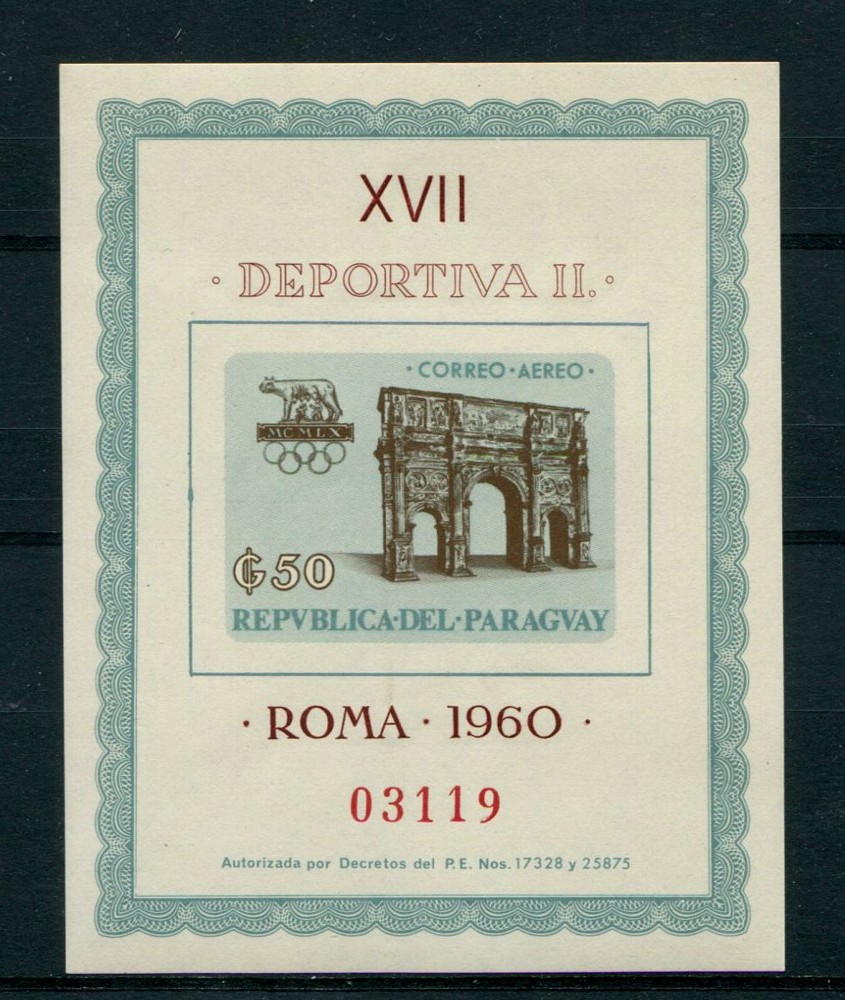 XVII
· DEPORTIVA II. ·
· CORREO · AEREO ·
MCMLX
₲50
REPVBLICA·DEL·PARAGVAY
· ROMA · 1960 ·
03119
Autorizada por Decretos del P.E. Nos. 17328 y 25875